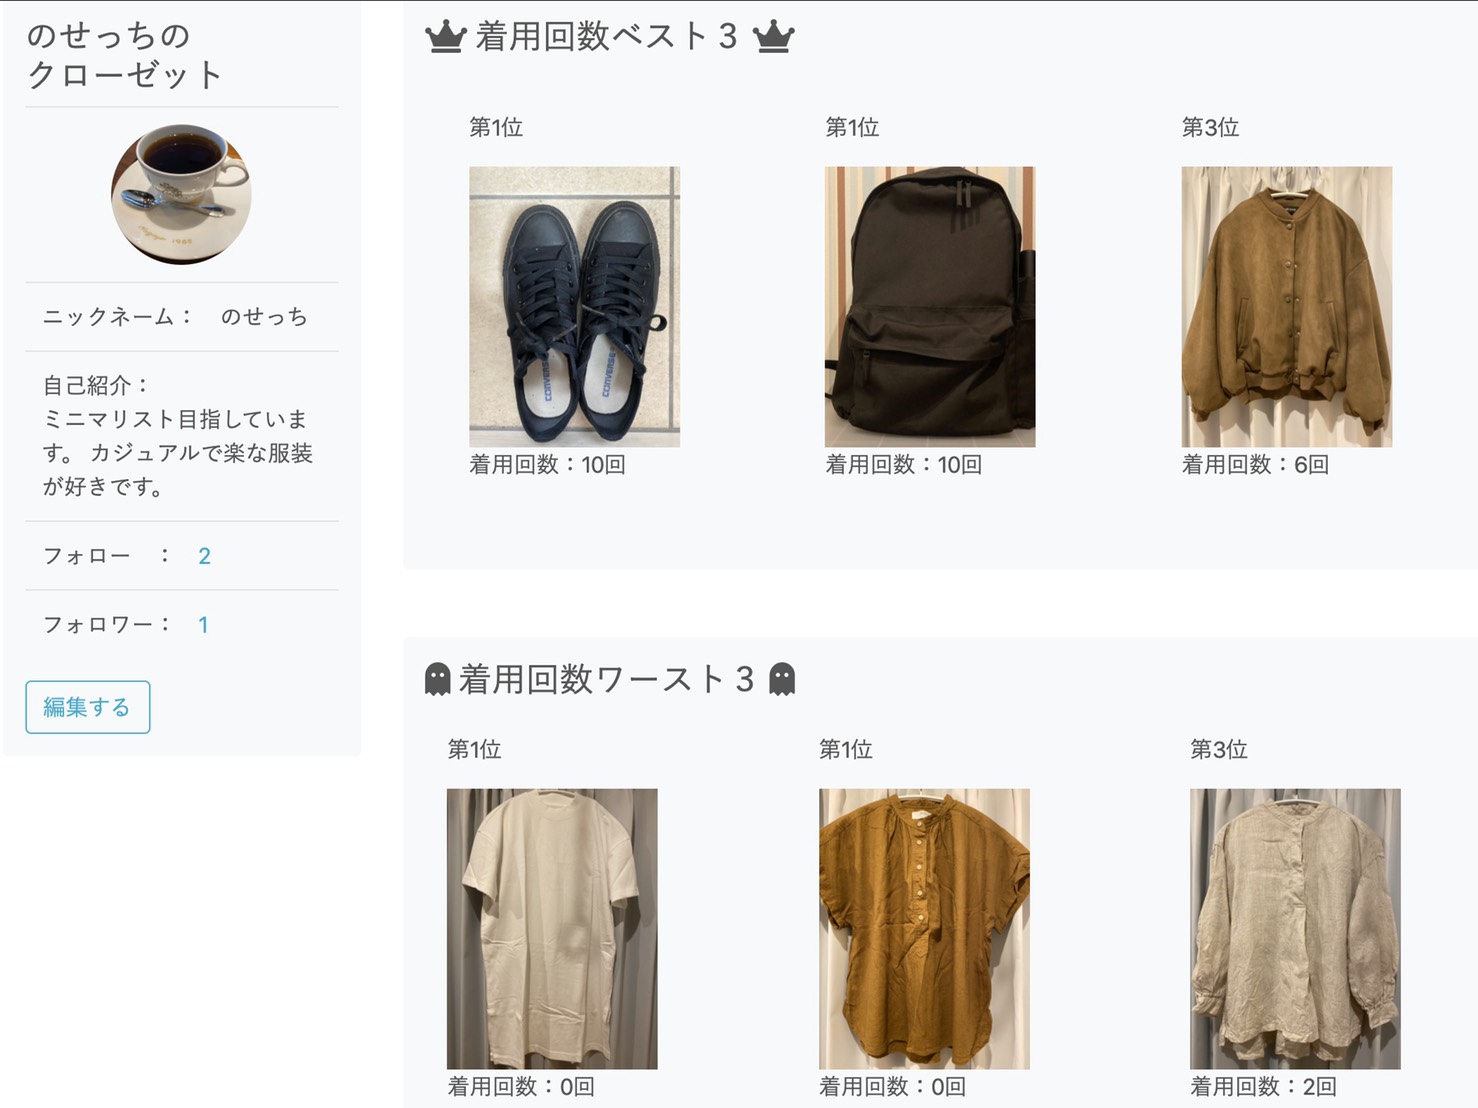 のせっちの
クローゼット
ニックネーム： のせっち
自己紹介：
ミニマリスト目指していま
す。 カジュアルで楽な服装
が好きです。
フォロー ： 2
フォロワー： 1
編集する
着用回数ベスト３
第1位
第1位
第3位
CONVERSE
CONVERSE
着用回数：10回
着用回数：10回
着用回数：6回
着用回数ワースト３
第1位
第1位
第3位
着用回数：0回
着用回数：0回
着用回数：2回